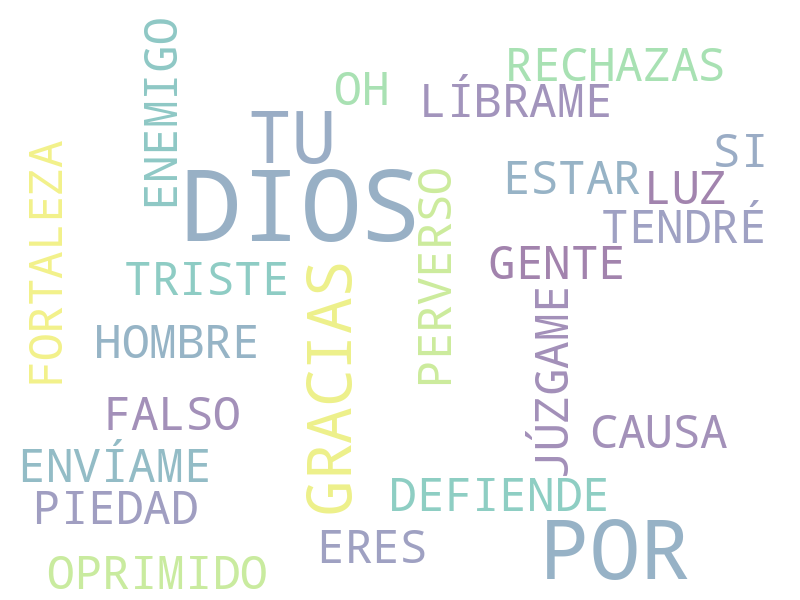 ENEMIGO
RECHAZAS
OH
LÍBRAME
TU
SI
FORTALEZA
DIOS
PERVERSO
ESTAR
LUZ
TENDRÉ
TRISTE
GRACIAS
GENTE
HOMBRE
JÚZGAME
FALSO
CAUSA
ENVÍAME
PIEDAD
DEFIENDE
POR
ERES
OPRIMIDO